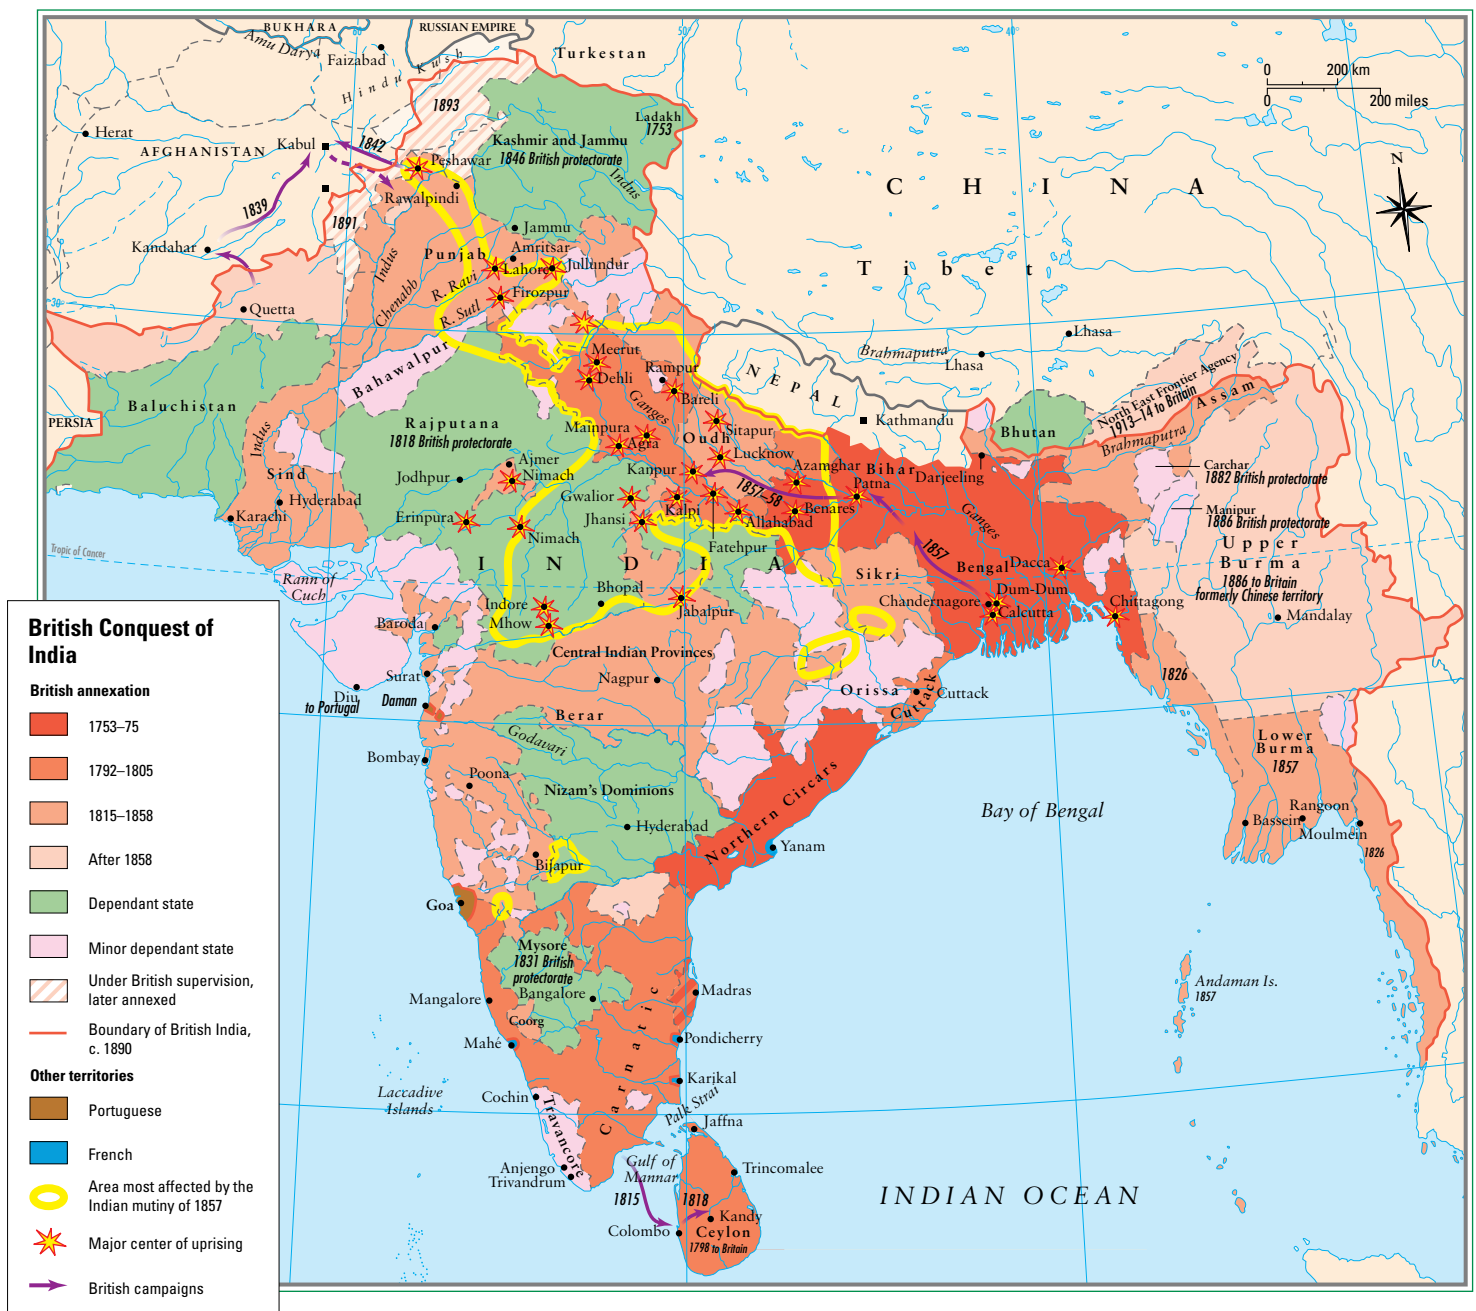 BUKHARA
RUSSIAN EMPIRE
60°
50°
40°
Amu Darya
Faizabad
Hindu Kush
Turkestan
0 200 km
0 200 miles
1893
Ladakh
1753
Herat
AFGHANISTAN
Kabul
1842
Kashmir and Jammu
1846 British protectorate
Peshawar
Indus
N
CHINA
Rawalpindi
1839
1891
Kandahar
Jammu
Amritsar
Punjab
Lahore
Jullundur
Tibet
Indus
Chenabb
R. Ravi
R. Sutl
Firozpur
30°
Quetta
Lhasa
Brahmaputra
Lhasa
Meerut
Bahawalpur
Dehli
Rampur
Bareli
NEPAL
North East Frontier Agency
1913–14 to Britain
Assam
Baluchistan
PERSIA
Ganges
Rajputana
1818 British protectorate
Mainpura
Agra
Oudh
Sitapur
Kathmandu
Bhutan
Brahmaputra
Indus
Sind
Ajmer
Nimach
Jodhpur
Lucknow
Kanpur
Azamghar
Bihar
Patna
Darjeeling
Carchar
1882 British protectorate
Hyderabad
Karachi
Gwalior
Kalpi
1857–58
Benares
Allahabad
Ganges
Manipur
1886 British protectorate
Erinpura
Nimach
Jhansi
Fatehpur
Upper
Burma
1886 to Britain
formerly Chinese territory
Tropic of Cancer
INDIA
1857
Bengal
Dacca
Sikri
Rann of
Cuch
Bhopal
Jabalpur
Dum-Dum
Chandernagore
Calcutta
Chittagong
Mandalay
Indore
Mhow
Baroda
Central Indian Provinces
Nagpur
Surat
Diu
to Portugal
Daman
Orissa
Cuttack
Cuttack
1826
Berar
Godavari
Lower
Burma
1857
Bombay
Poona
Nizam's Dominions
Hyderabad
Northern Circars
Bay of Bengal
Rangoon
Bassein
Moulmein
1826
Yanam
Bijapur
Goa
Mysore
1831 British
protectorate
Bangalore
Madras
Andaman Is.
1857
Mangalore
Coorg
Mahé
Carnatic
Pondicherry
Karikal
Laccadive
Islands
Cochin
Travancore
Palk Strat
Jaffna
Anjengo
Trivandrum
Gulf of
Mannar
1815
Trincomalee
1818
Kandy
Colombo
Ceylon
1798 to Britain
INDIAN OCEAN
British Conquest of
India
British annexation
1753–75
1792–1805
1815–1858
After 1858
Dependant state
Minor dependant state
Under British supervision,
later annexed
Boundary of British India,
c. 1890
Other territories
Portuguese
French
Area most affected by the
Indian mutiny of 1857
Major center of uprising
British campaigns